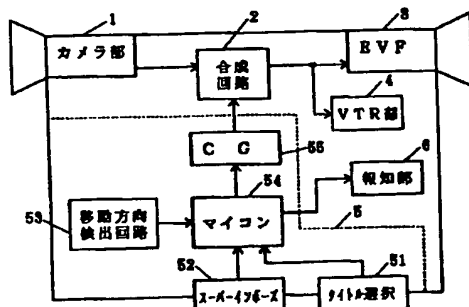 1
カメラ部
2
合成
回路
3
EVF
4
VTR部
CG
55
54
6
報知部
53
移動方向
検出回路
マイコン
5
52
スーパーインポーズ
51
タイトル選択